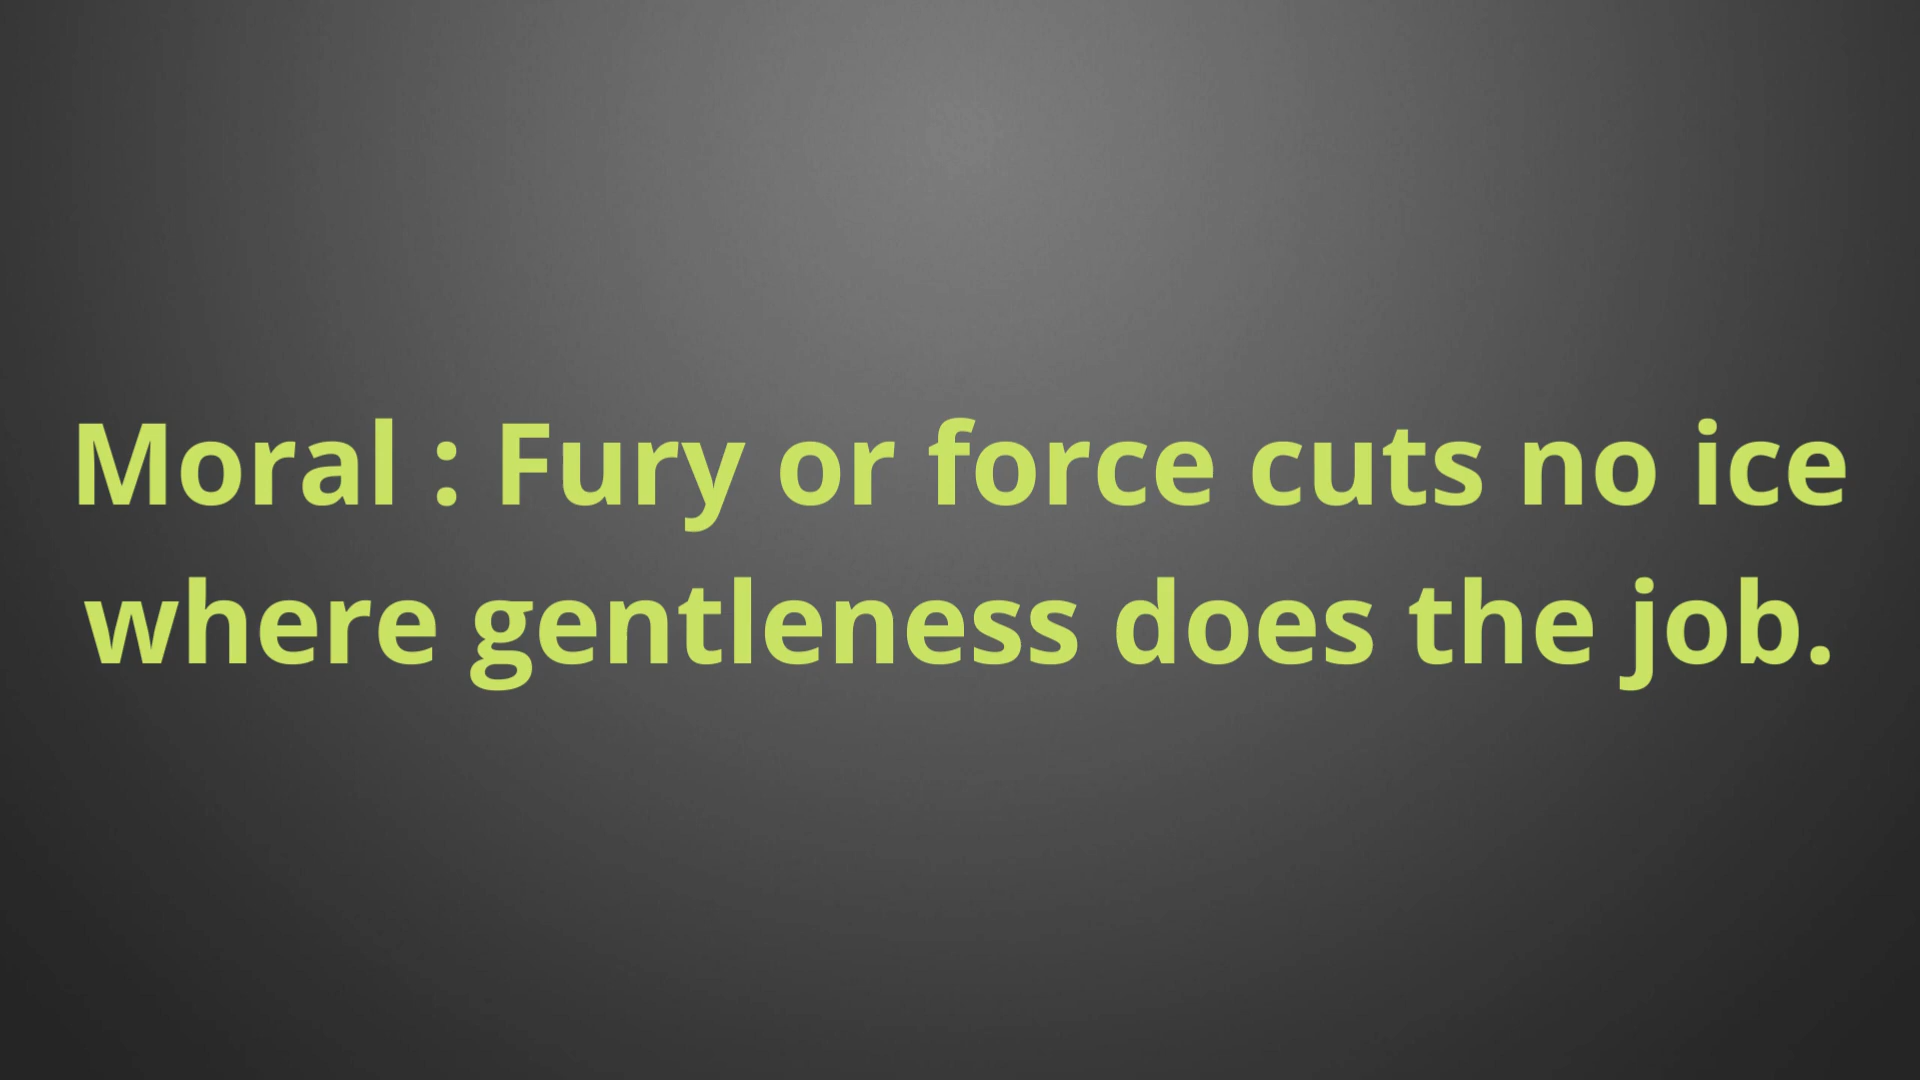 Moral : Fury or force cuts no ice
where gentleness does the job.